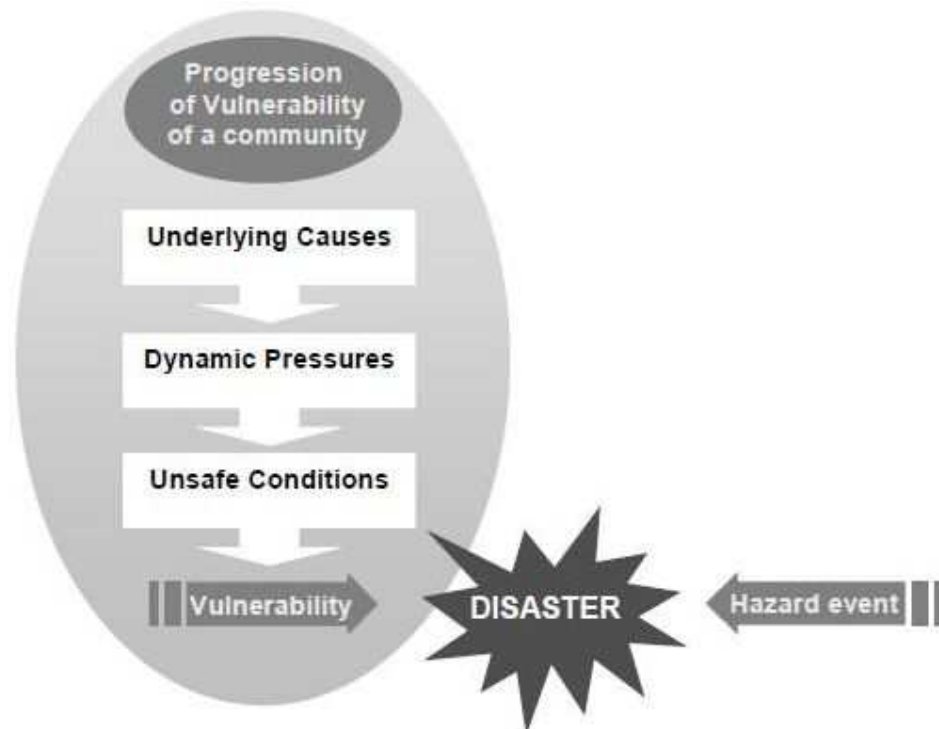 Progression
of Vulnerability
of a community
Underlying Causes
Dynamic Pressures
Unsafe Conditions
Vulnerability
DISASTER
Hazard event